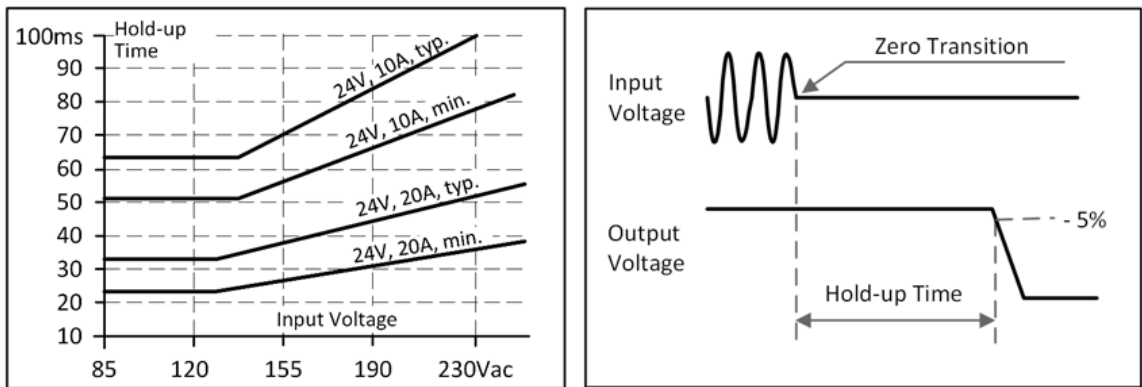 Hold-up
Time
100ms
90
80
70
60
50
40
30
20
10
24V, 10A, typ.
24V, 10A, min.
24V, 20A, typ.
24V, 20A, min.
Input Voltage
85 120 155 190 230Vac
Zero Transition
Input
Voltage
Output
Voltage
- 5%
Hold-up Time